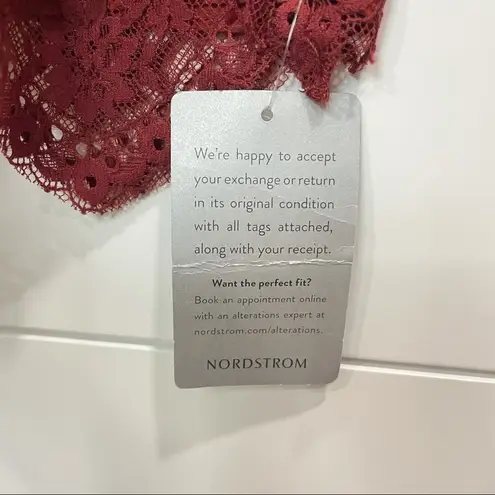 We're happy to accept
your exchange or return
in its original condition
with all tags attached,
along with your receipt.
Want the perfect fit?
Book an appointment online
with an alterations expert at
nordstrom.com/alterations.
NORDSTROM